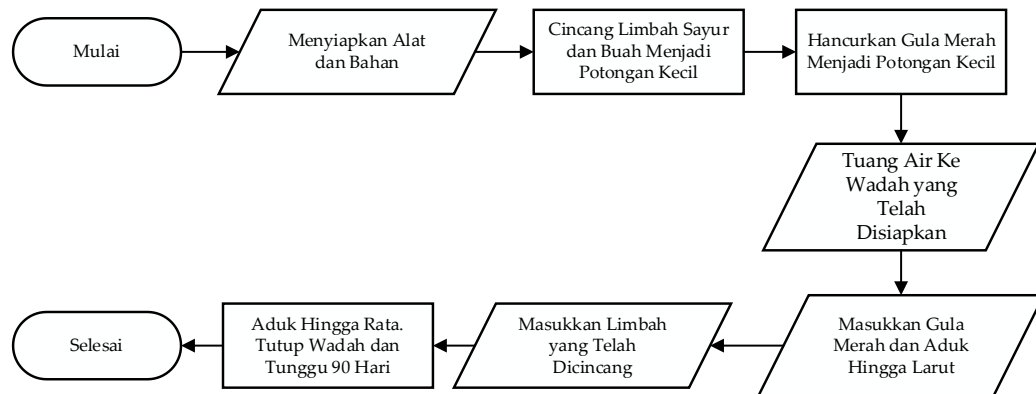 Mulai
Menyiapkan Alat
dan Bahan
Cincang Limbah Sayur
dan Buah Menjadi
Potongan Kecil
Hancurkan Gula Merah
Menjadi Potongan Kecil
Tuang Air Ke
Wadah yang
Telah
Disiapkan
Masukkan Gula
Merah dan Aduk
Hingga Larut
Masukkan Limbah
yang Telah
Dicincang
Aduk Hingga Rata.
Tutup Wadah dan
Tunggu 90 Hari
Selesai